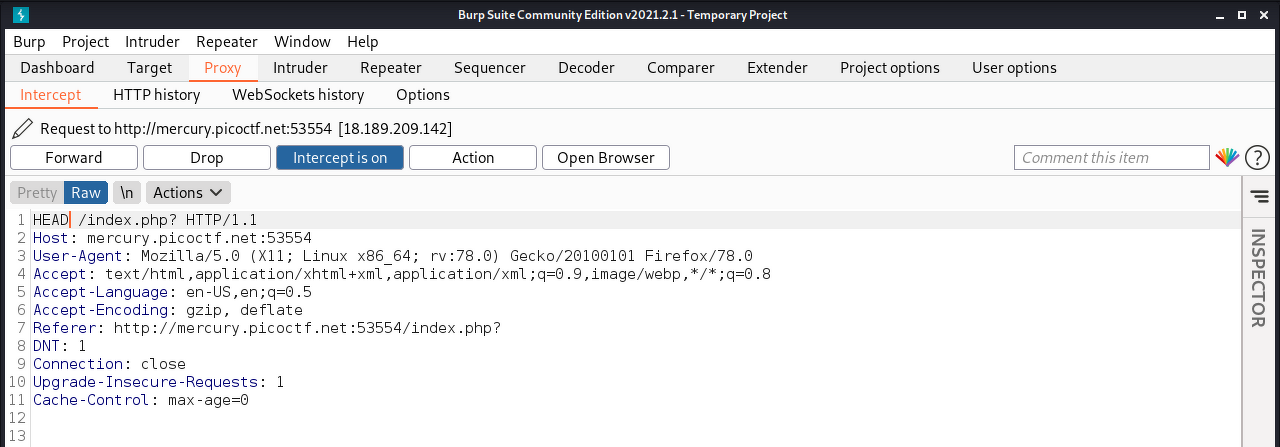 Burp Suite Community Edition v2021.2.1 - Temporary Project
Burp Project Intruder Repeater Window Help
Dashboard Target Proxy Intruder Repeater Sequencer Decoder Comparer Extender Project options User options
Intercept HTTP history WebSockets history Options
Request to http://mercury.picoctf.net:53554 [18.189.209.142]
Forward Drop Intercept is on Action Open Browser Comment this item ?
Pretty Raw \n Actions
1 HEAD /index.php? HTTP/1.1
2 Host: mercury.picoctf.net:53554
3 User-Agent: Mozilla/5.0 (X11; Linux x86_64; rv:78.0) Gecko/20100101 Firefox/78.0
4 Accept: text/html,application/xhtml+xml,application/xml;q=0.9,image/webp,*/*;q=0.8
5 Accept-Language: en-US,en;q=0.5
6 Accept-Encoding: gzip, deflate
7 Referer: http://mercury.picoctf.net:53554/index.php?
8 DNT: 1
9 Connection: close
10 Upgrade-Insecure-Requests: 1
11 Cache-Control: max-age=0
12
13
INSPECTOR